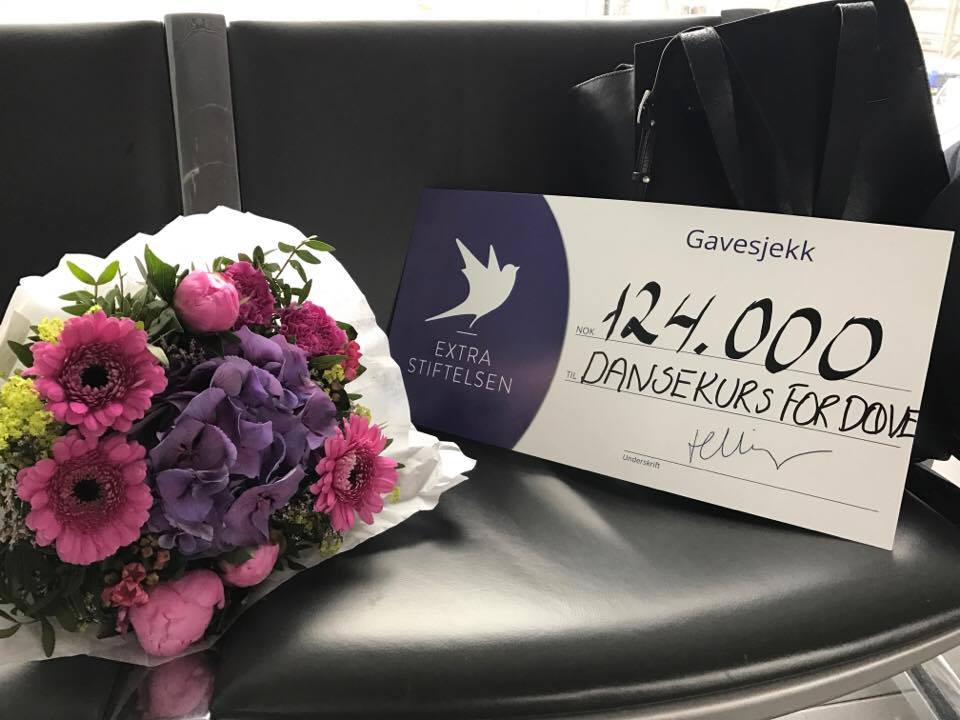 EXTRA
STIFTELSEN
Gavesjekk
NOK 124.000
TIL DANSEKURS FOR DØVE
Underskrift